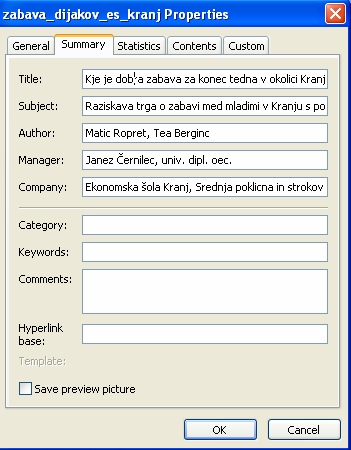 zabava_dijakov_es_kranj Properties
General Summary Statistics Contents Custom
Title: Kje je dobra zabava za konec tedna v okolici Kranj
Subject: Raziskava trga o zabavi med mladimi v Kranju s po
Author: Matic Ropret, Tea Berginc
Manager: Janez Černilec, univ. dipl. oec.
Company: Ekonomska šola Kranj, Srednja poklicna in strokov
Category:
Keywords:
Comments:
Hyperlink
base:
Template:
Save preview picture
OK Cancel